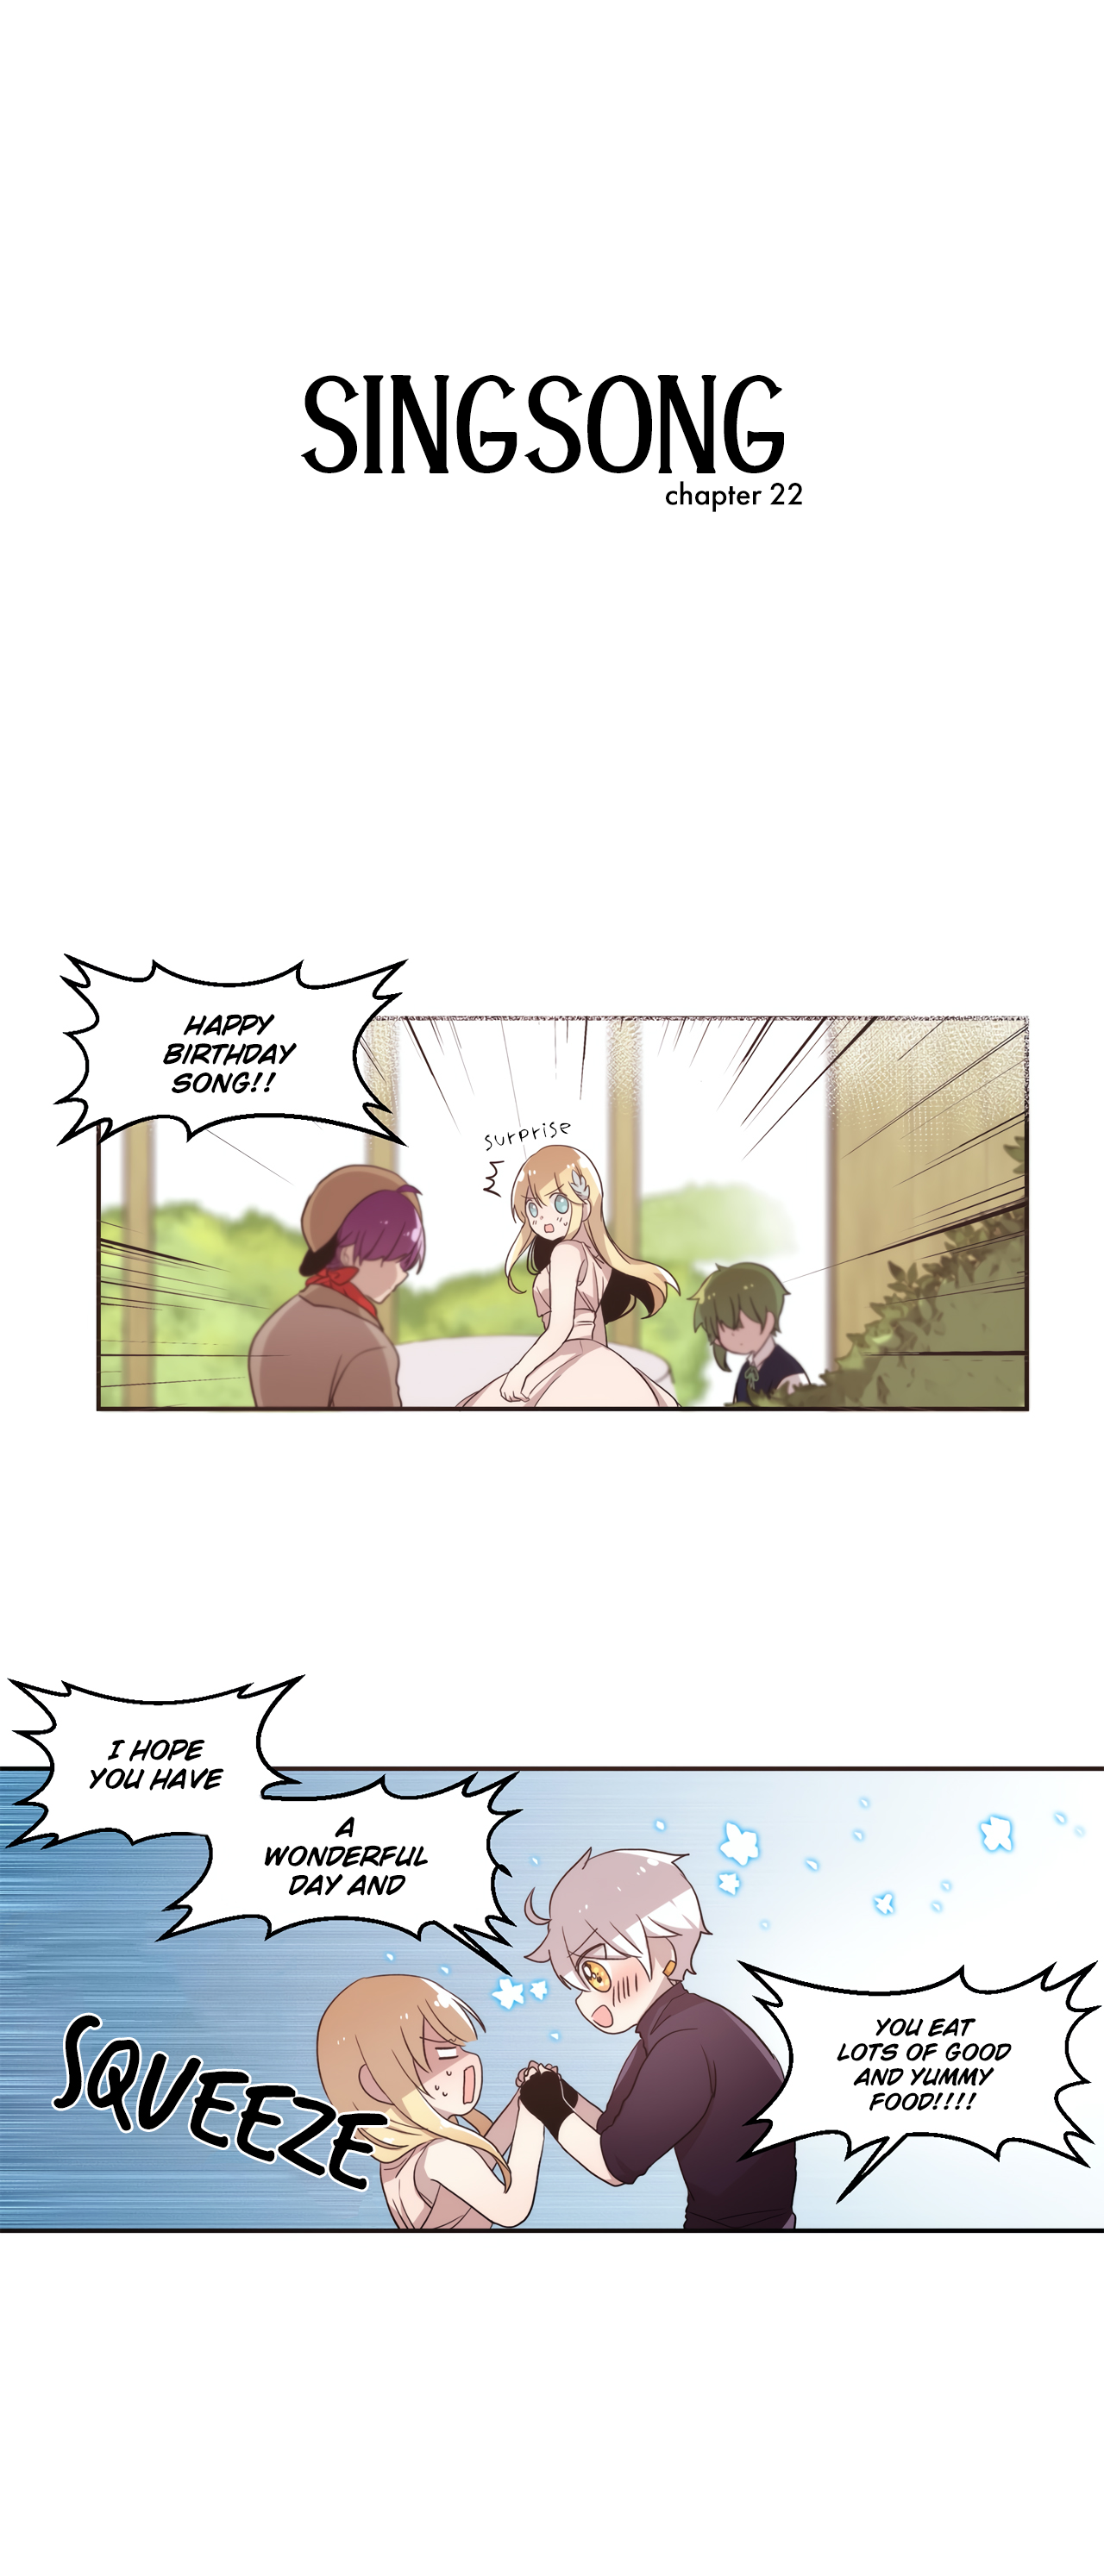 SINGSONG
chapter 22
HAPPY
BIRTHDAY
SONG!!
surprise
I HOPE
YOU HAVE
A
WONDERFUL
DAY AND
YOU EAT
LOTS OF GOOD
AND YUMMY
FOOD!!!!
SQUEEZE